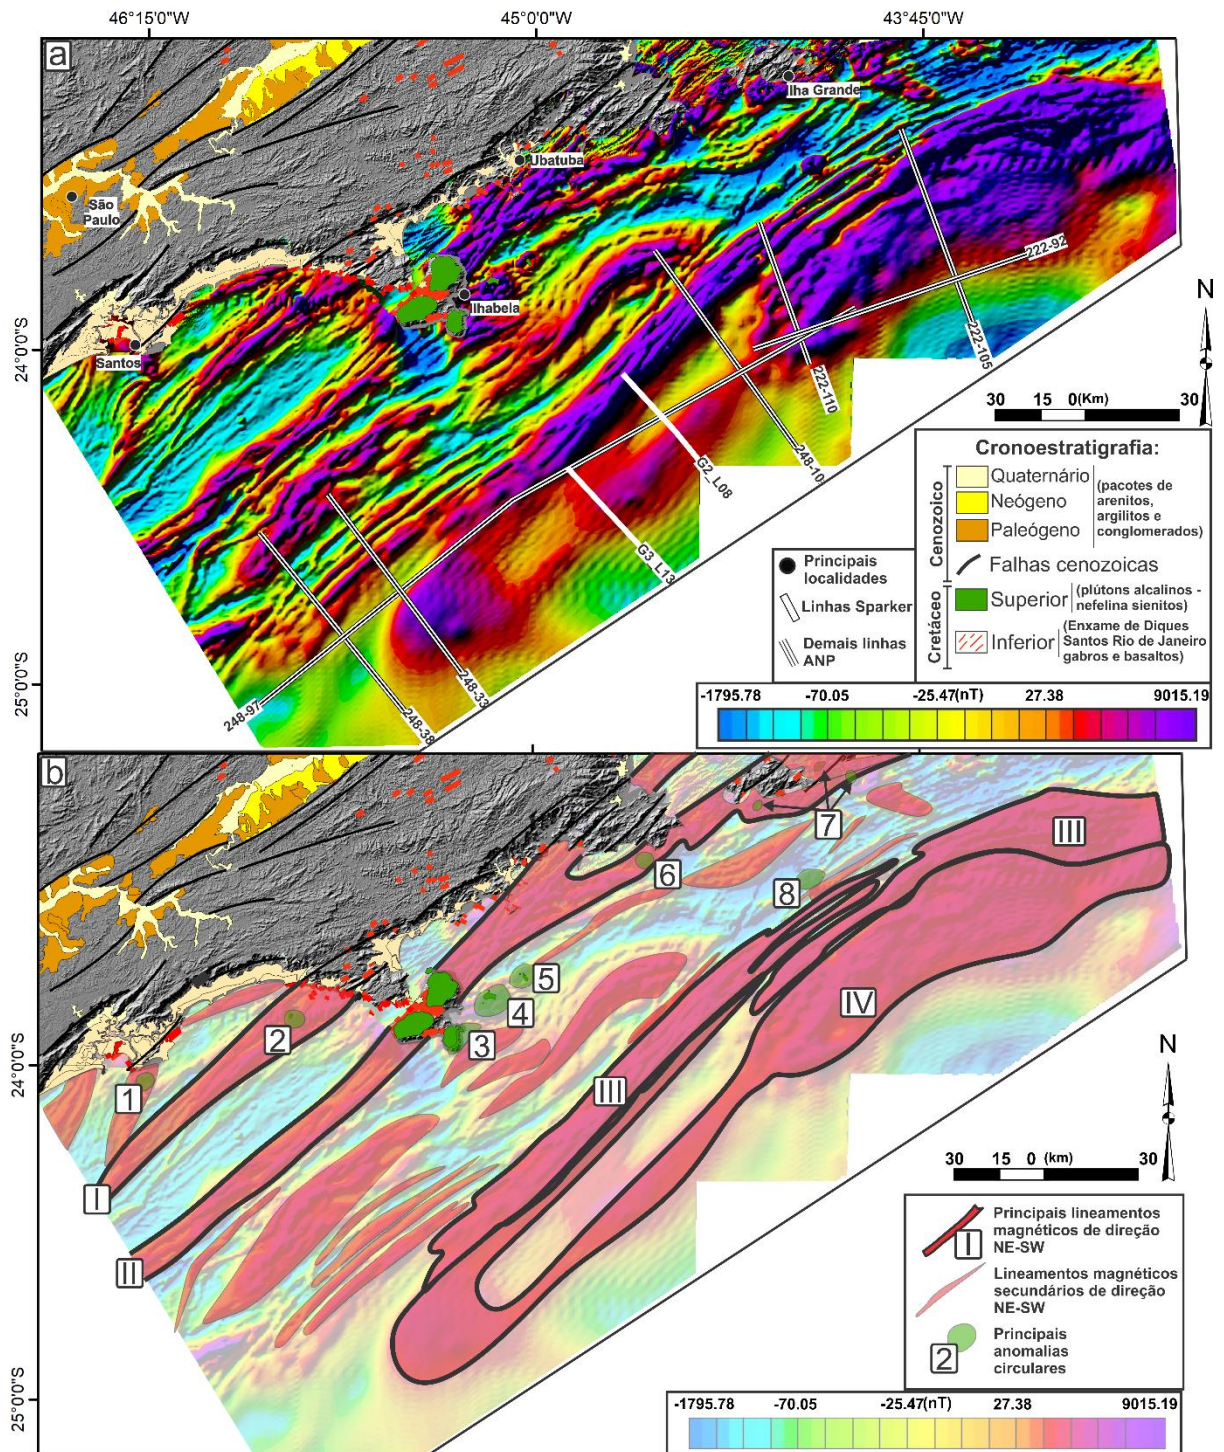 46°15'0"W
45°0'0"W
43°45'0"W
a
Ilha Grande
Ubatuba
São
Paulo
Ilhabela
Santos
24°0'0"S
25°0'0"S
222-92
222-105
222-110
248-10
G2_L08
G3_L13
248-33
248-38
248-97
N
30 15 0(Km) 30
Cronoestratigrafia:
Cenozoico
Quaternário
Neógeno
Paleógeno
(pacotes de
arenitos,
argilitos e
conglomerados)
Falhas cenozoicas
Cretáceo
Superior
(plútons alcalinos -
nefelina sienitos)
Inferior
(Enxame de Diques
Santos Rio de Janeiro
gabros e basaltos)
Principais
localidades
Linhas Sparker
Demais linhas
ANP
-1795.78 -70.05 -25.47(nT) 27.38 9015.19
b
7
III
6
8
5
4
2
3
IV
1
III
I
II
24°0'0"S
25°0'0"S
N
30 15 0 (km) 30
I
Principais lineamentos
magnéticos de direção
NE-SW
Lineamentos magnéticos
secundários de direção
NE-SW
2
Principais
anomalias
circulares
-1795.78 -70.05 -25.47(nT) 27.38 9015.19